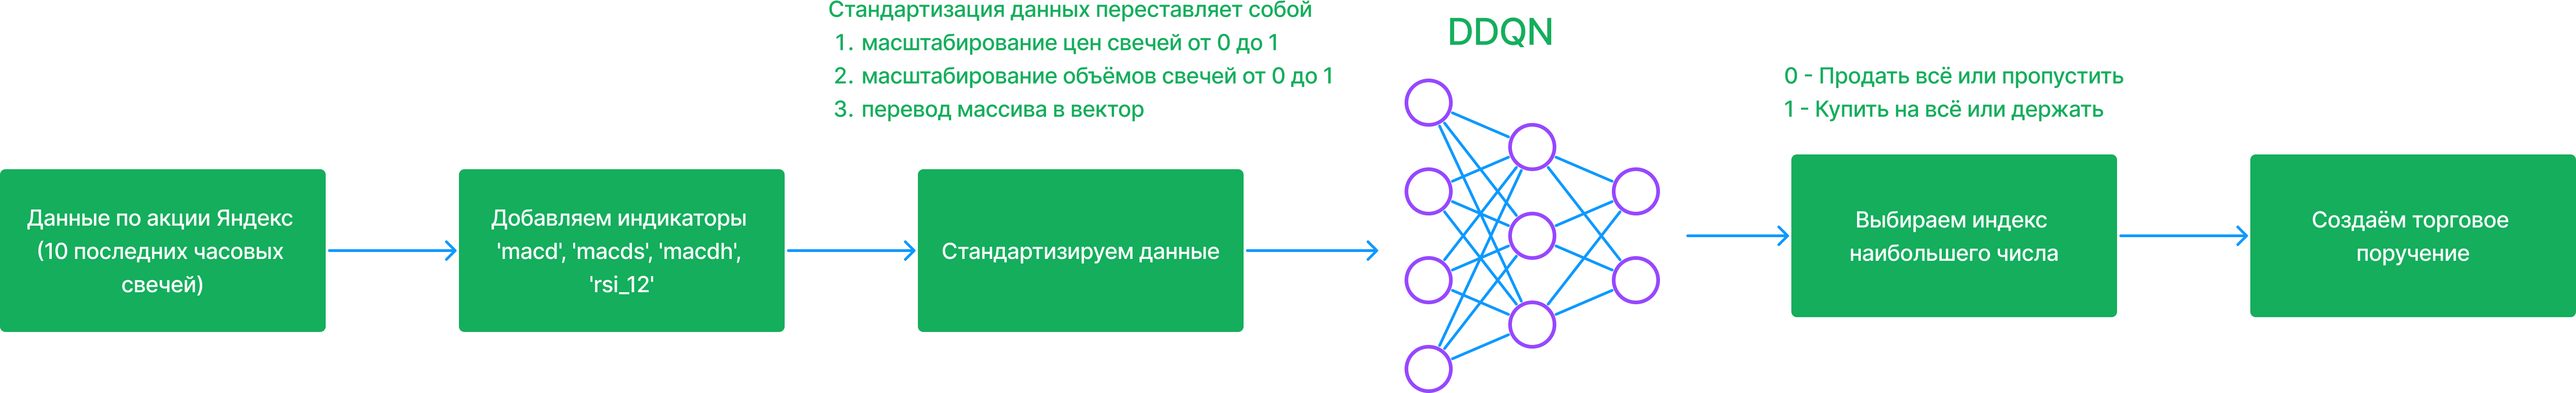 Стандартизация данных переставляет собой
1. масштабирование цен свечей от 0 до 1
2. масштабирование объёмов свечей от 0 до 1
3. перевод массива в вектор
DDQN
0 - Продать всё или пропустить
1 - Купить на всё или держать
Данные по акции Яндекс
(10 последних часовых
свечей)
Добавляем индикаторы
'macd', 'macds', 'macdh',
'rsi_12'
Стандартизируем данные
Выбираем индекс
наибольшего числа
Создаём торговое
поручение